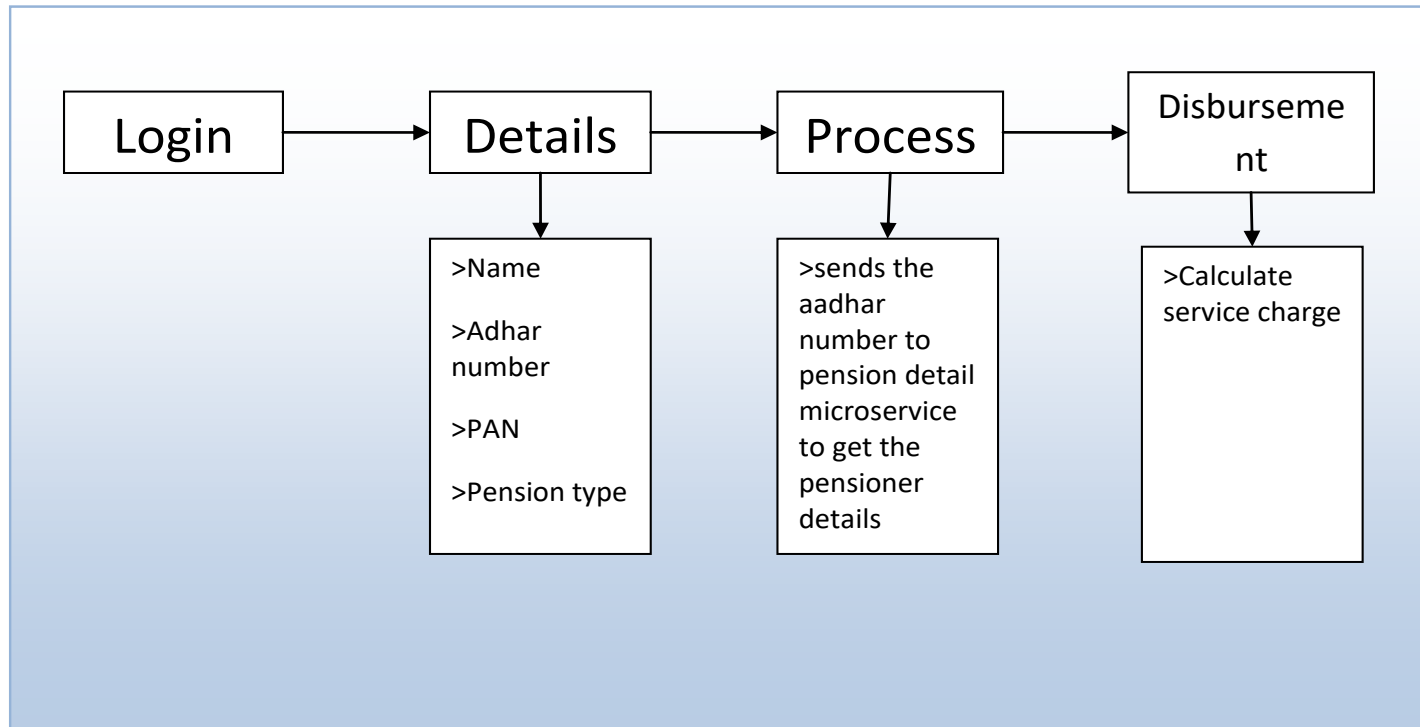 Login
Details
Process
Disburseme
nt
>Name
>Adhar
number
>PAN
>Pension type
>sends the
aadhar
number to
pension detail
microservice
to get the
pensioner
details
>Calculate
service charge